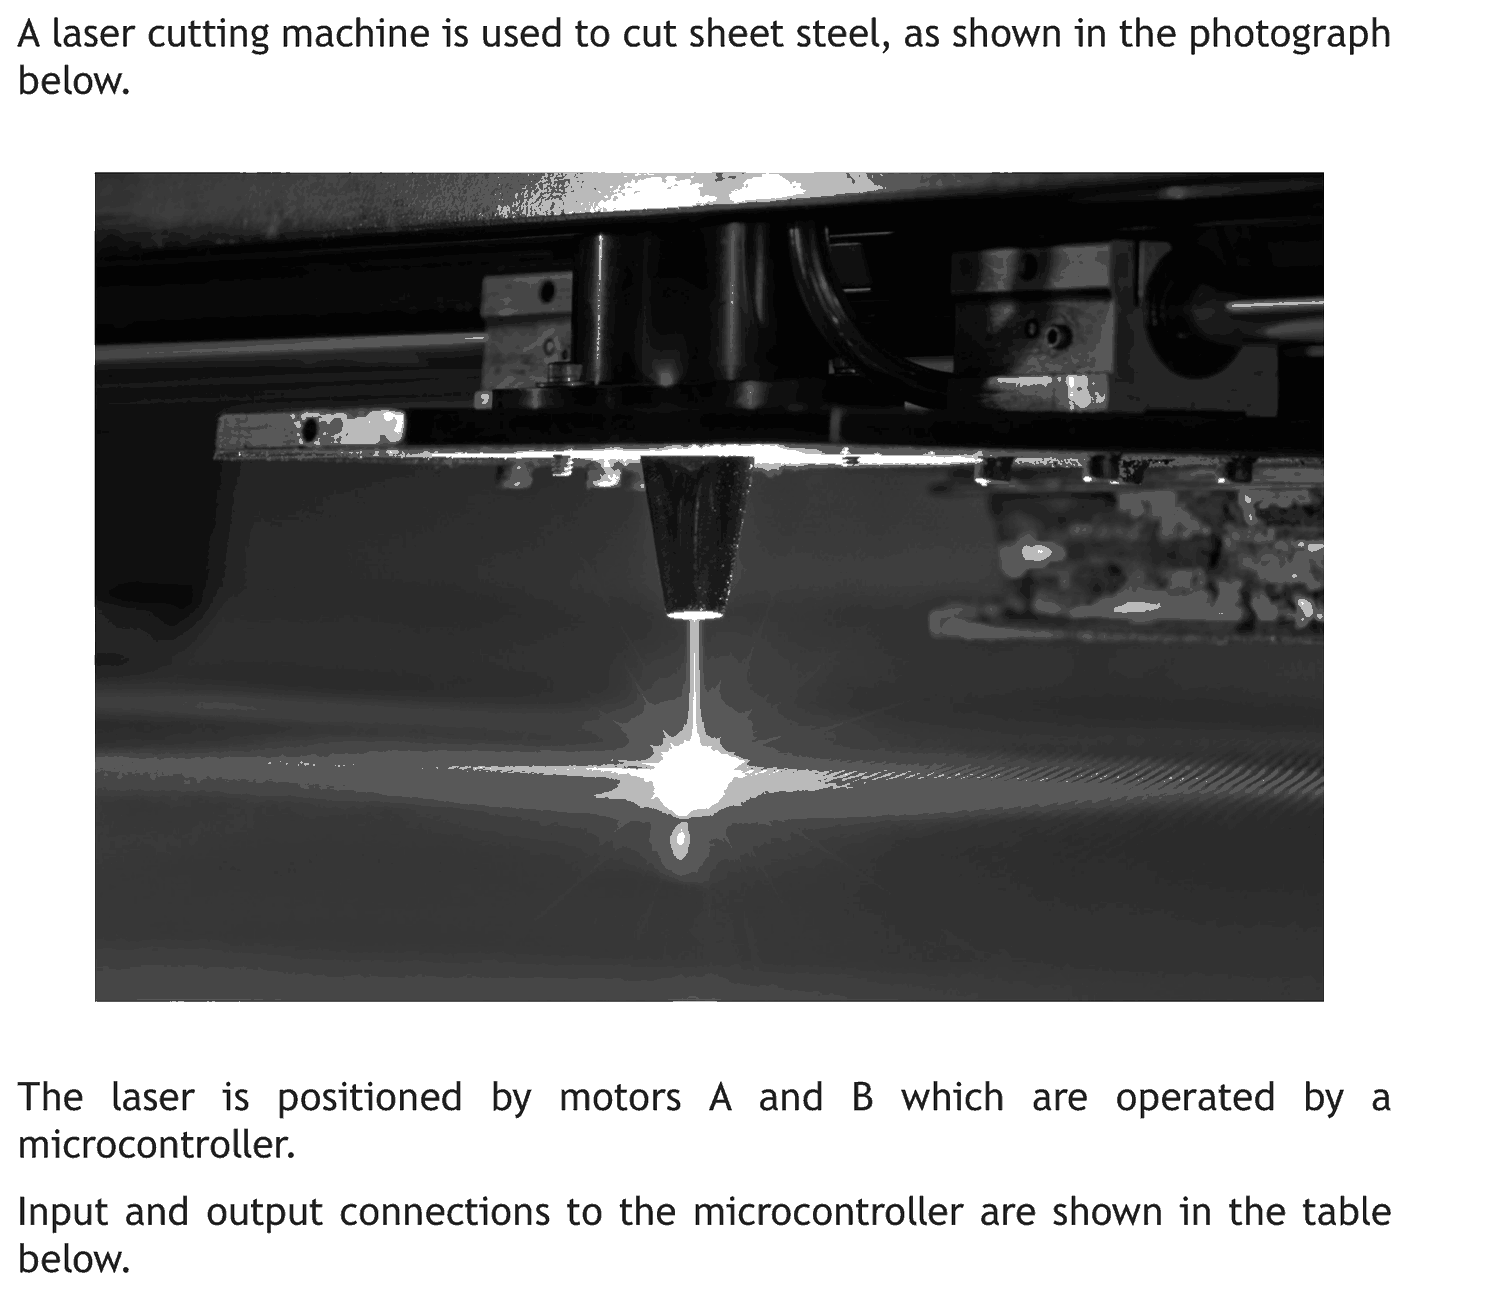 A laser cutting machine is used to cut sheet steel, as shown in the photograph
below.
The laser is positioned by motors A and B which are operated by a
microcontroller.
Input and output connections to the microcontroller are shown in the table
below.